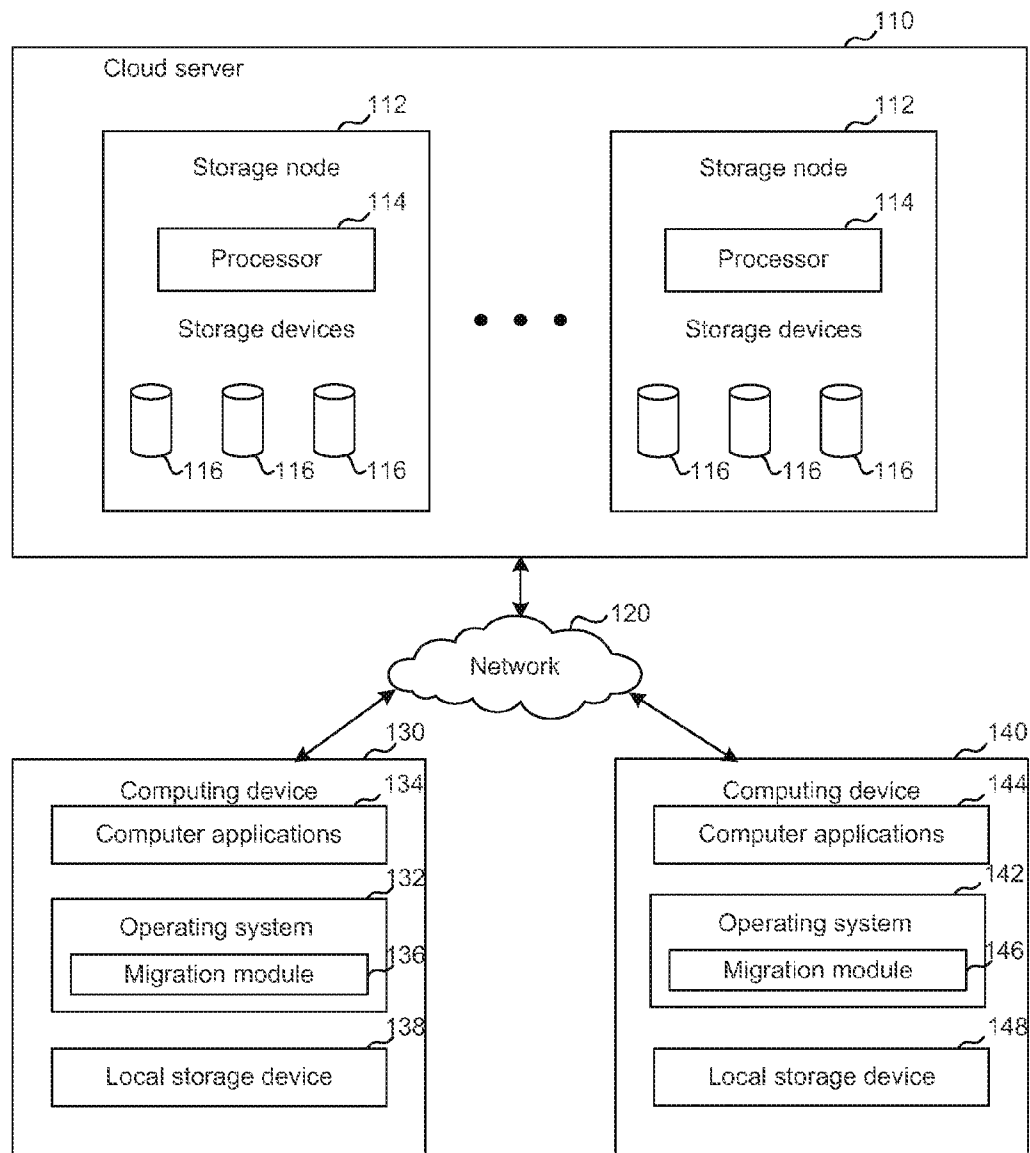 110
Cloud server
112
112
Storage node
Storage node
114
114
Processor
Processor
Storage devices
Storage devices
116
116
116
116
116
116
120
Network
130
140
Computing device
Computing device
134
144
Computer applications
Computer applications
132
142
Operating system
Operating system
Migration module
136
Migration module
146
138
148
Local storage device
Local storage device